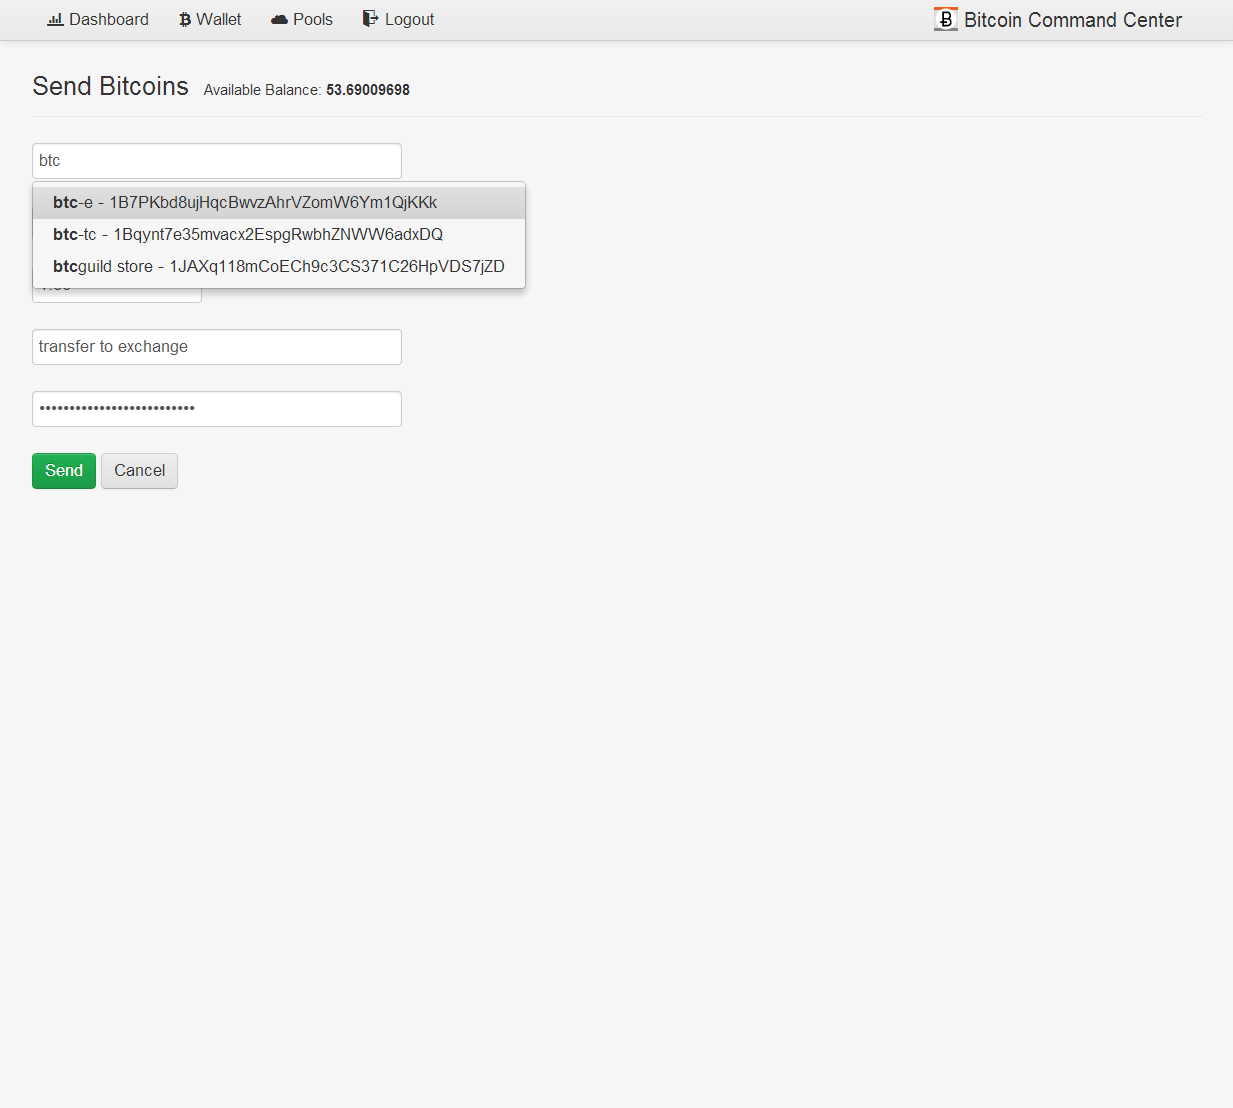 Dashboard Wallet Pools Logout Bitcoin Command Center
Send Bitcoins Available Balance: 53.69009698
btc
btc-e - 1B7PKbd8ujHqcBwvzAhrVZomW6Ym1QjKKk
btc-tc - 1Bqynt7e35mvacx2EspgRwbhZNWW6adxDQ
btcguild store - 1JAXq118mCoECh9c3CS371C26HpVDS7jZD
transfer to exchange
Send Cancel